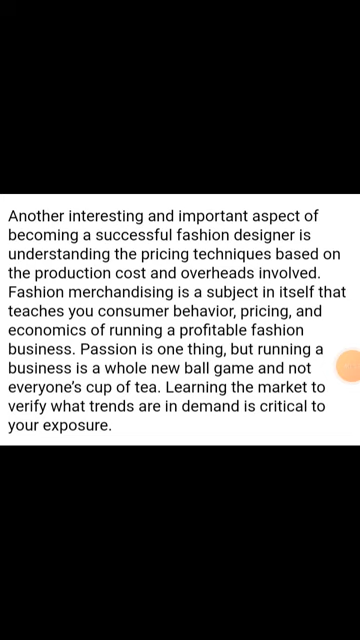 Another interesting and important aspect of
becoming a successful fashion designer is
understanding the pricing techniques based on
the production cost and overheads involved.
Fashion merchandising is a subject in itself that
teaches you consumer behavior, pricing, and
economics of running a profitable fashion
business. Passion is one thing, but running a
business is a whole new ball game and not
everyone's cup of tea. Learning the market to
verify what trends are in demand is critical to
your exposure.